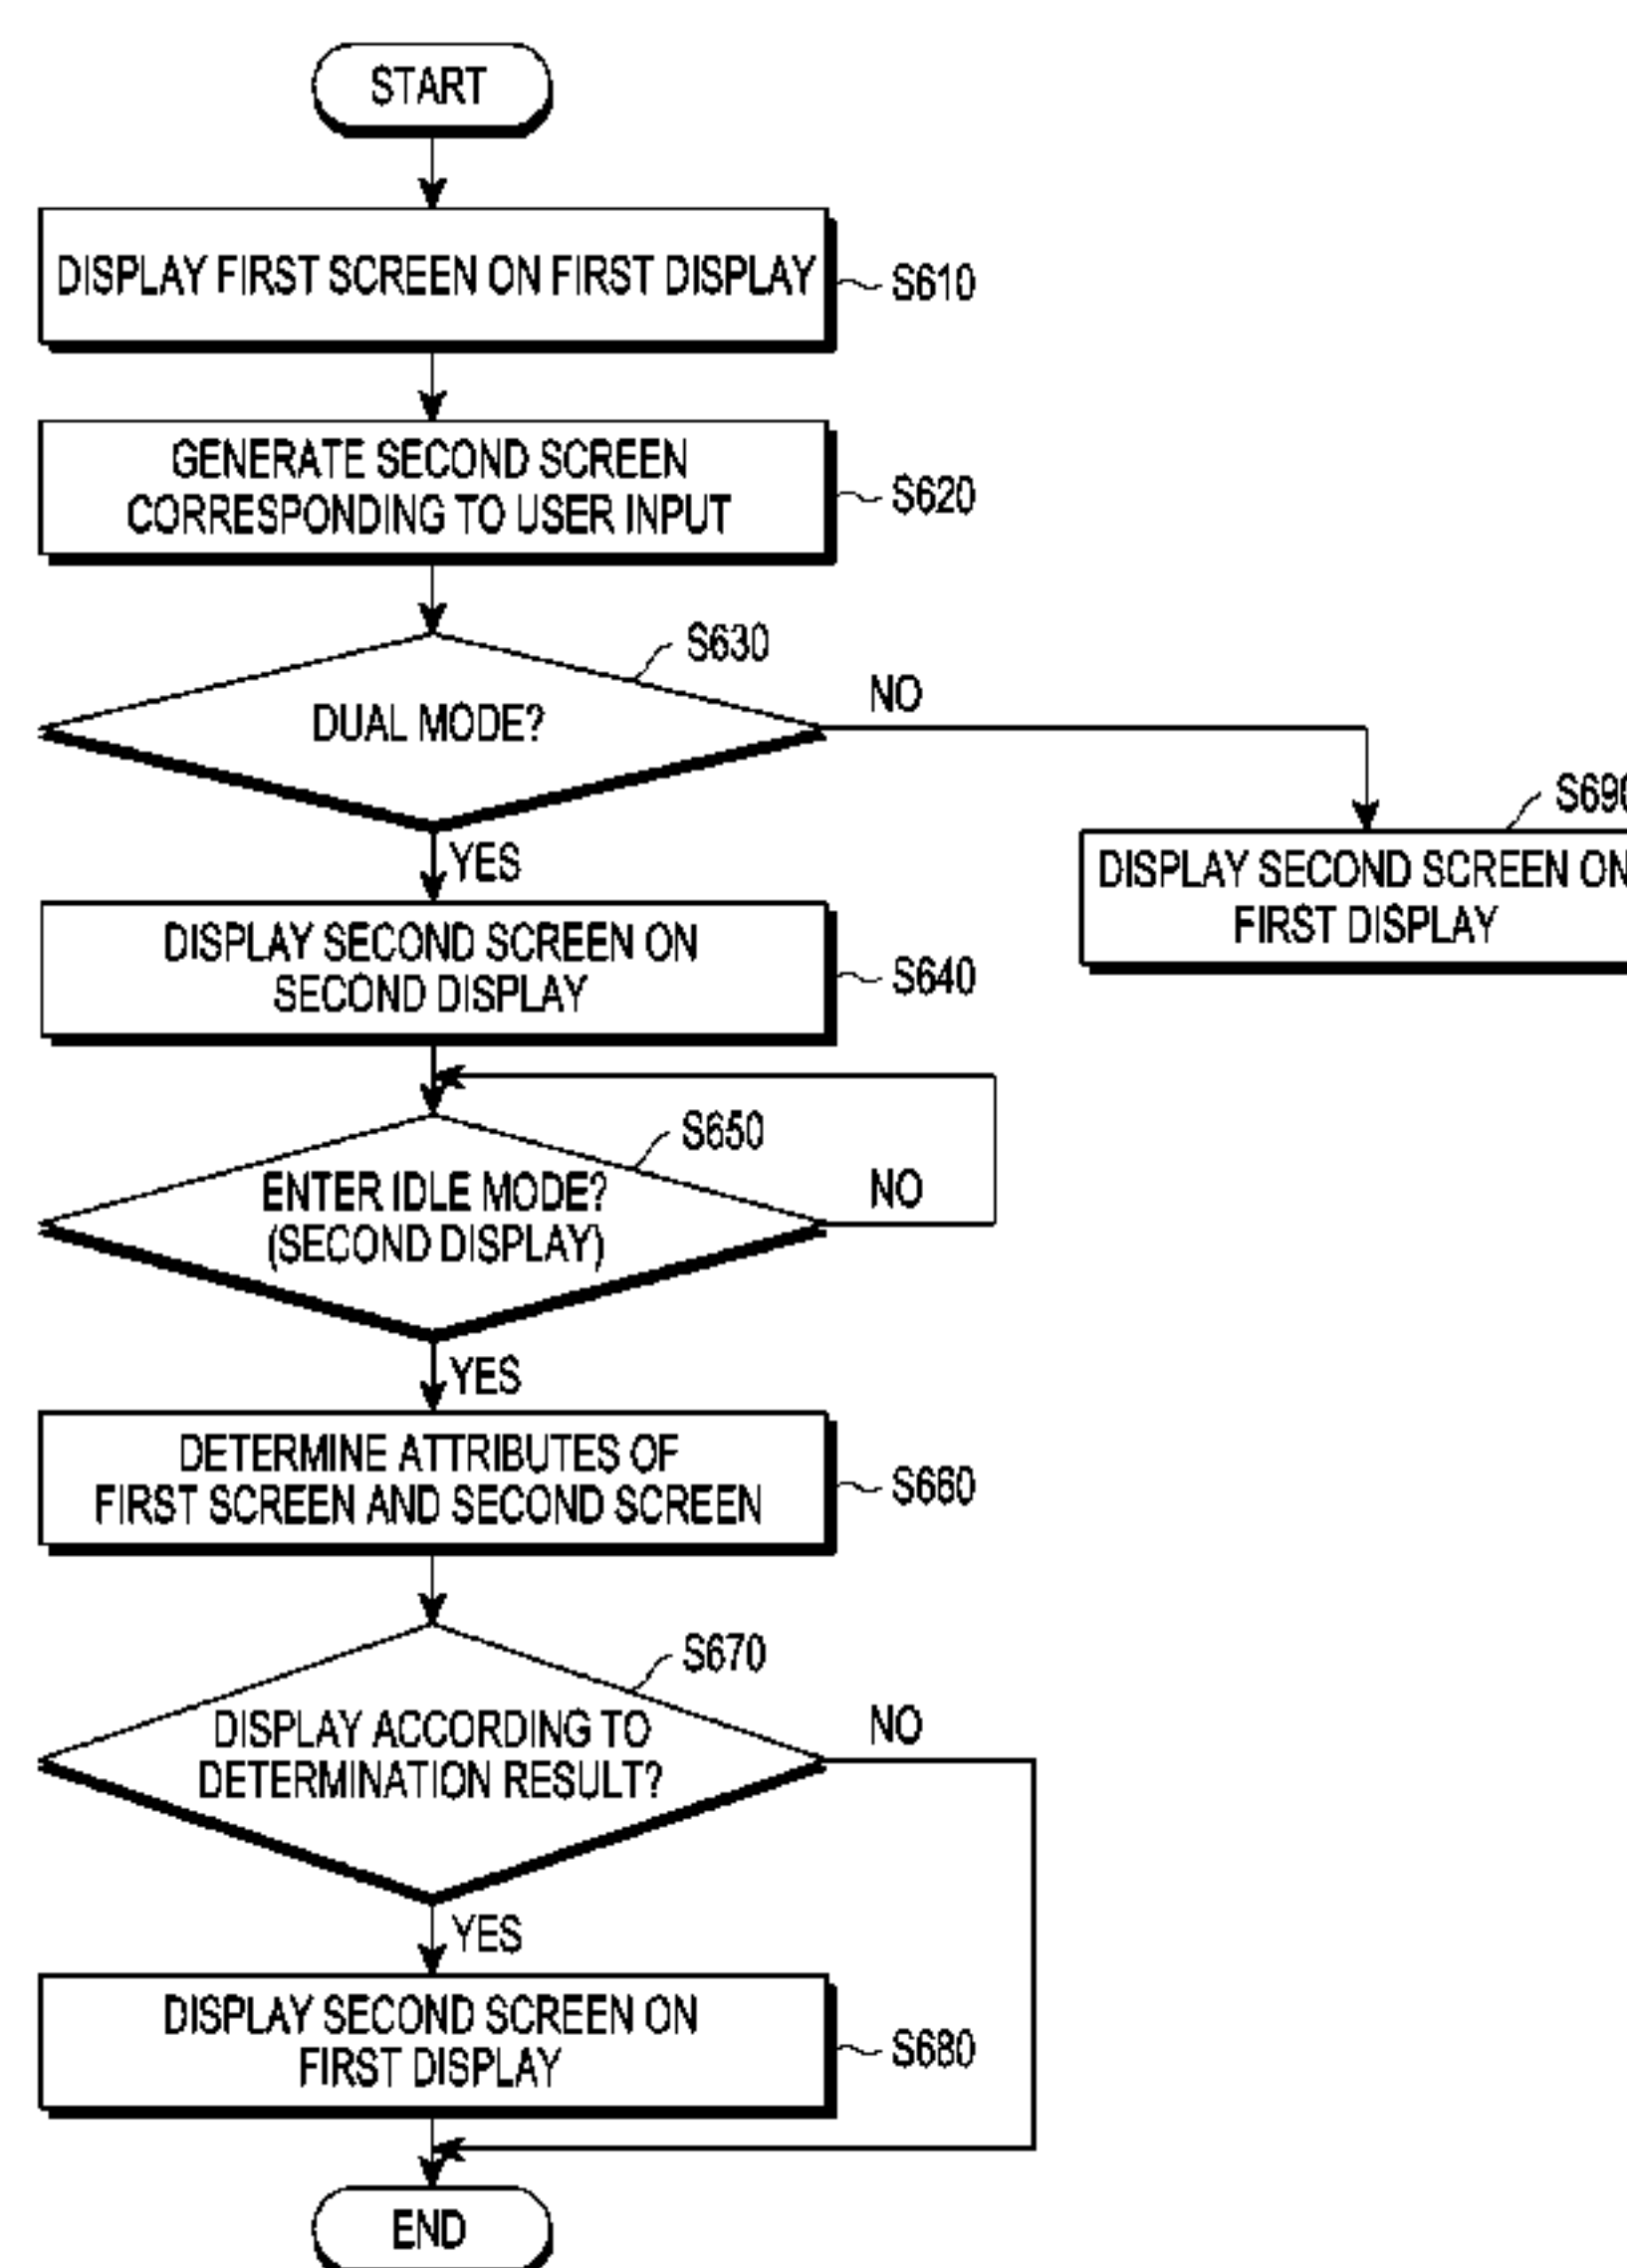 START
DISPLAY FIRST SCREEN ON FIRST DISPLAY
S610
GENERATE SECOND SCREEN
CORRESPONDING TO USER INPUT
S620
S630
DUAL MODE?
NO
YES
S690
DISPLAY SECOND SCREEN ON
FIRST DISPLAY
DISPLAY SECOND SCREEN ON
SECOND DISPLAY
S640
S650
ENTER IDLE MODE?
(SECOND DISPLAY)
NO
YES
DETERMINE ATTRIBUTES OF
FIRST SCREEN AND SECOND SCREEN
S660
S670
DISPLAY ACCORDING TO
DETERMINATION RESULT?
NO
YES
DISPLAY SECOND SCREEN ON
FIRST DISPLAY
S680
END